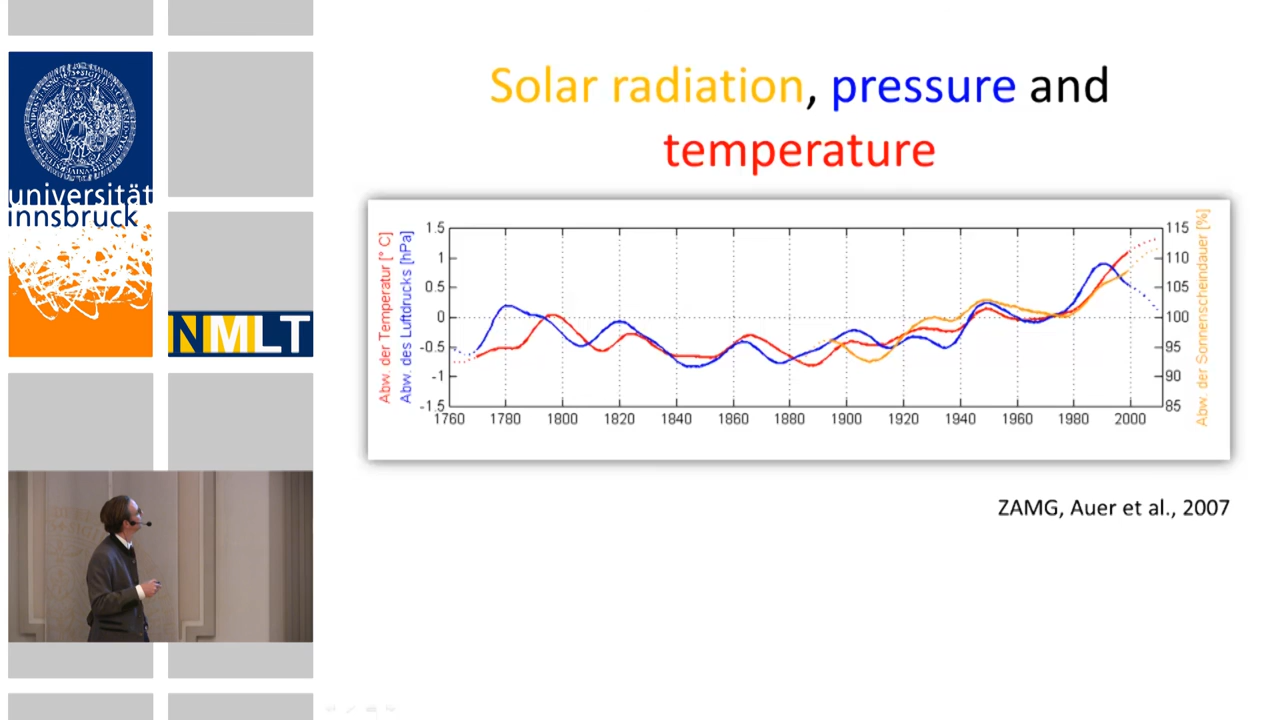 universität
innsbruck
NMLT
Solar radiation, pressure and
temperature
Abw. der Temperatur [° C]
Abw. des Luftdrucks [hPa]
1.5
1
0.5
0
-0.5
-1
-1.5
1760 1780 1800 1820 1840 1860 1880 1900 1920 1940 1960 1980 2000
115
110
105
100
95
90
85
Abw. der Sonnenscheindauer [%]
ZAMG, Auer et al., 2007